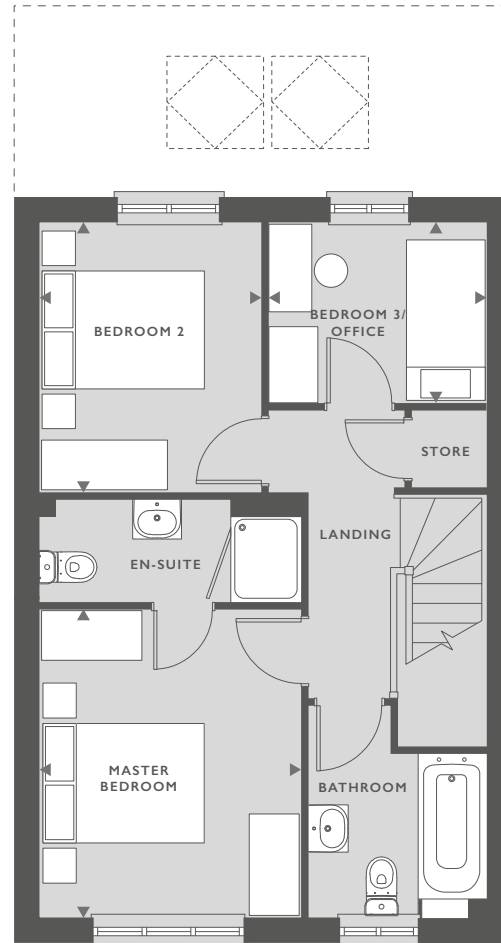 BEDROOM 2
BEDROOM 3/
OFFICE
STORE
LANDING
EN-SUITE
MASTER
BEDROOM
BATHROOM